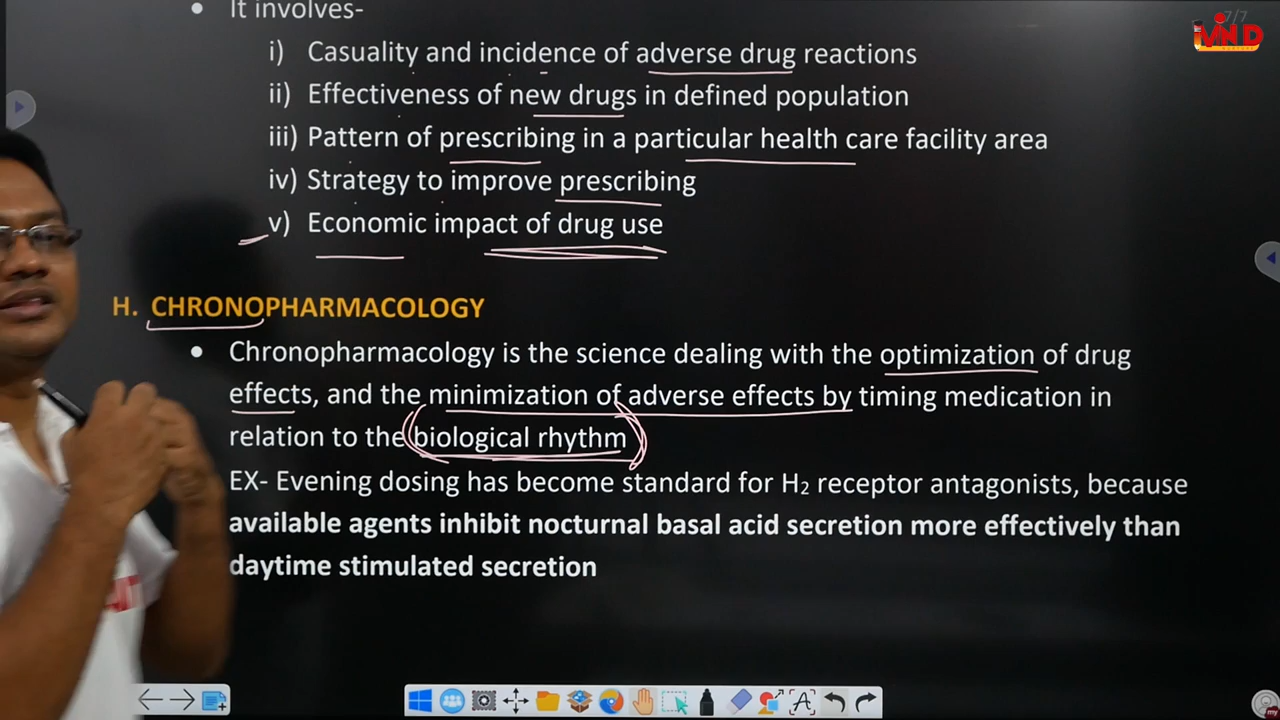 It involves-
7/7
iMIND
i) Casuality and incidence of adverse drug reactions
ii) Effectiveness of new drugs in defined population
iii) Pattern of prescribing in a particular health care facility area
iv) Strategy to improve prescribing
v) Economic impact of drug use
H. CHRONOPHARMACOLOGY
Chronopharmacology is the science dealing with the optimization of drug
effects, and the minimization of adverse effects by timing medication in
relation to the biological rhythm
EX- Evening dosing has become standard for H₂ receptor antagonists, because
available agents inhibit nocturnal basal acid secretion more effectively than
daytime stimulated secretion